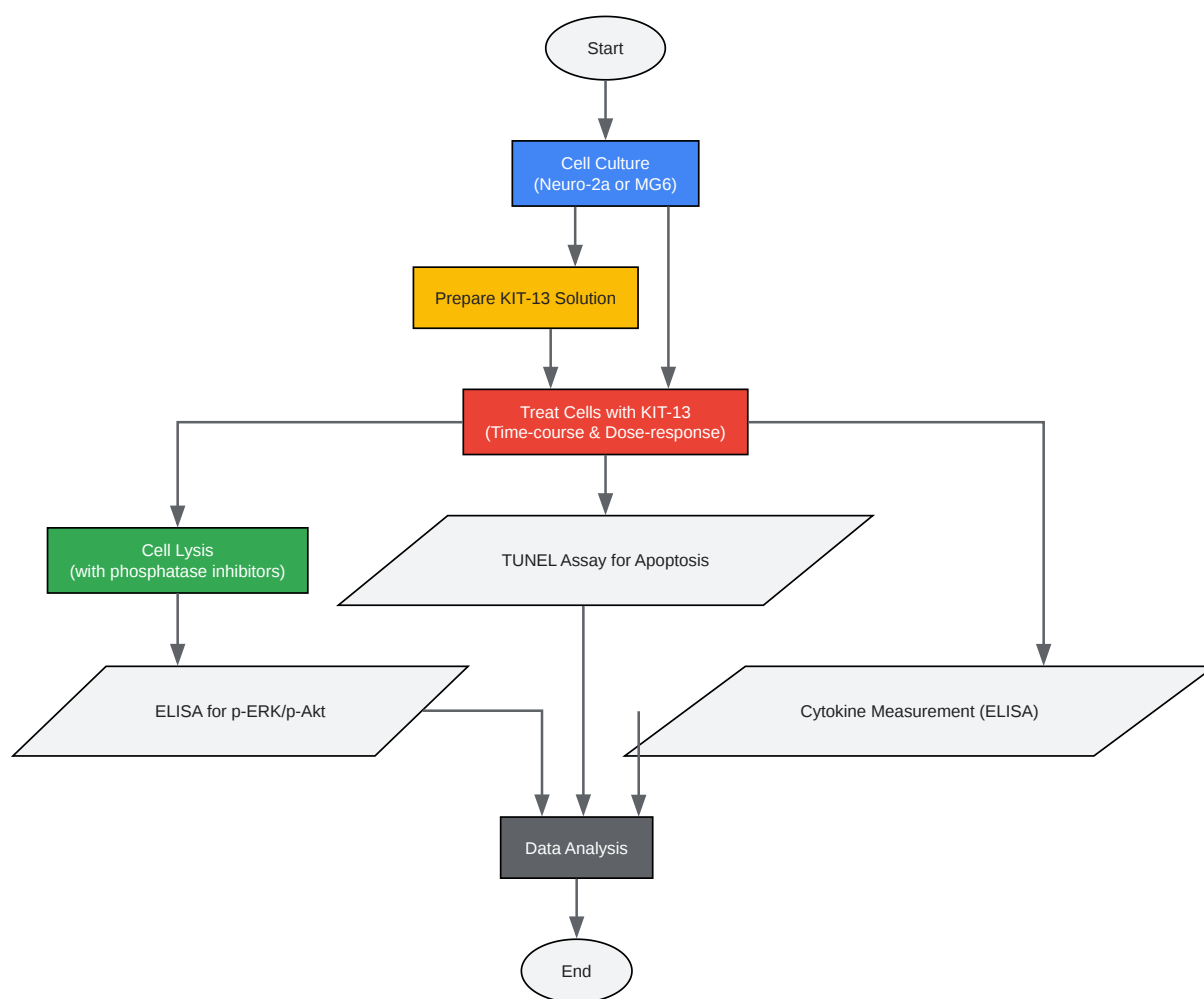 Start
Cell Culture
(Neuro-2a or MG6)
Prepare KIT-13 Solution
Treat Cells with KIT-13
(Time-course & Dose-response)
Cell Lysis
(with phosphatase inhibitors)
TUNEL Assay for Apoptosis
ELISA for p-ERK/p-Akt
Cytokine Measurement (ELISA)
Data Analysis
End